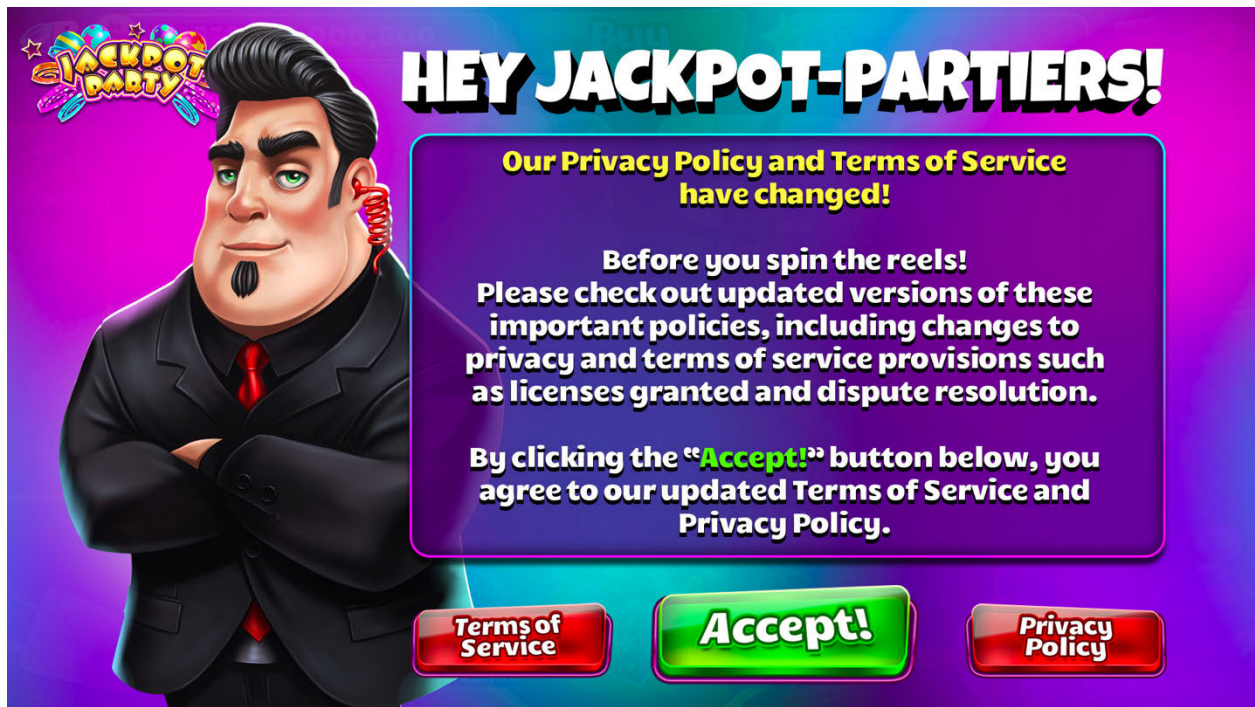 JACKPOT
PARTY
HEY JACKPOT-PARTIERS!
Our Privacy Policy and Terms of Service
have changed!
Before you spin the reels!
Please check out updated versions of these
important policies, including changes to
privacy and terms of service provisions such
as licenses granted and dispute resolution.
By clicking the “Accept!” button below, you
agree to our updated Terms of Service and
Privacy Policy.
Terms of
Service
Accept!
Privacy
Policy